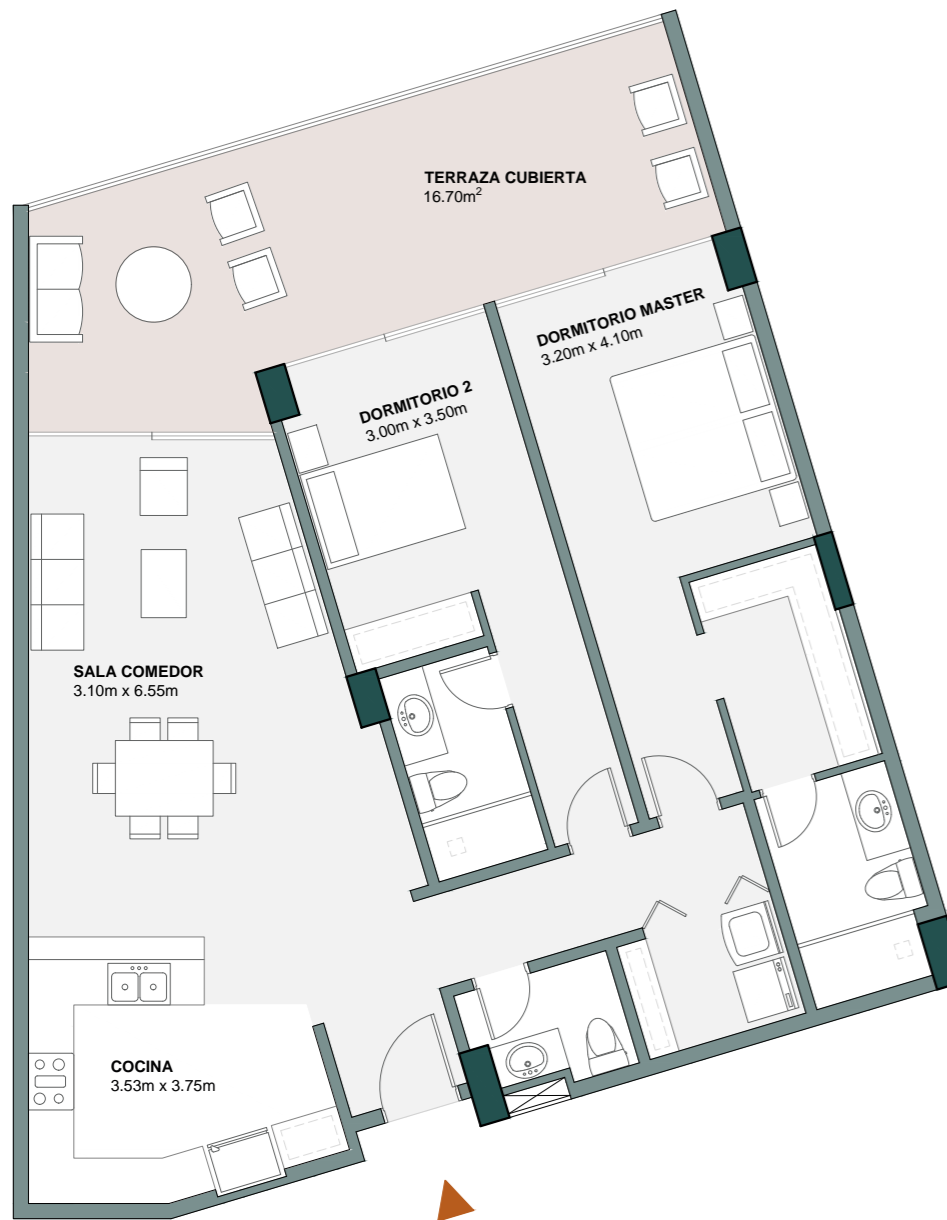 TERRAZA CUBIERTA
16.70m²
DORMITORIO MASTER
3.20m x 4.10m
DORMITORIO 2
3.00m x 3.50m
SALA COMEDOR
3.10m x 6.55m
COCINA
3.53m x 3.75m